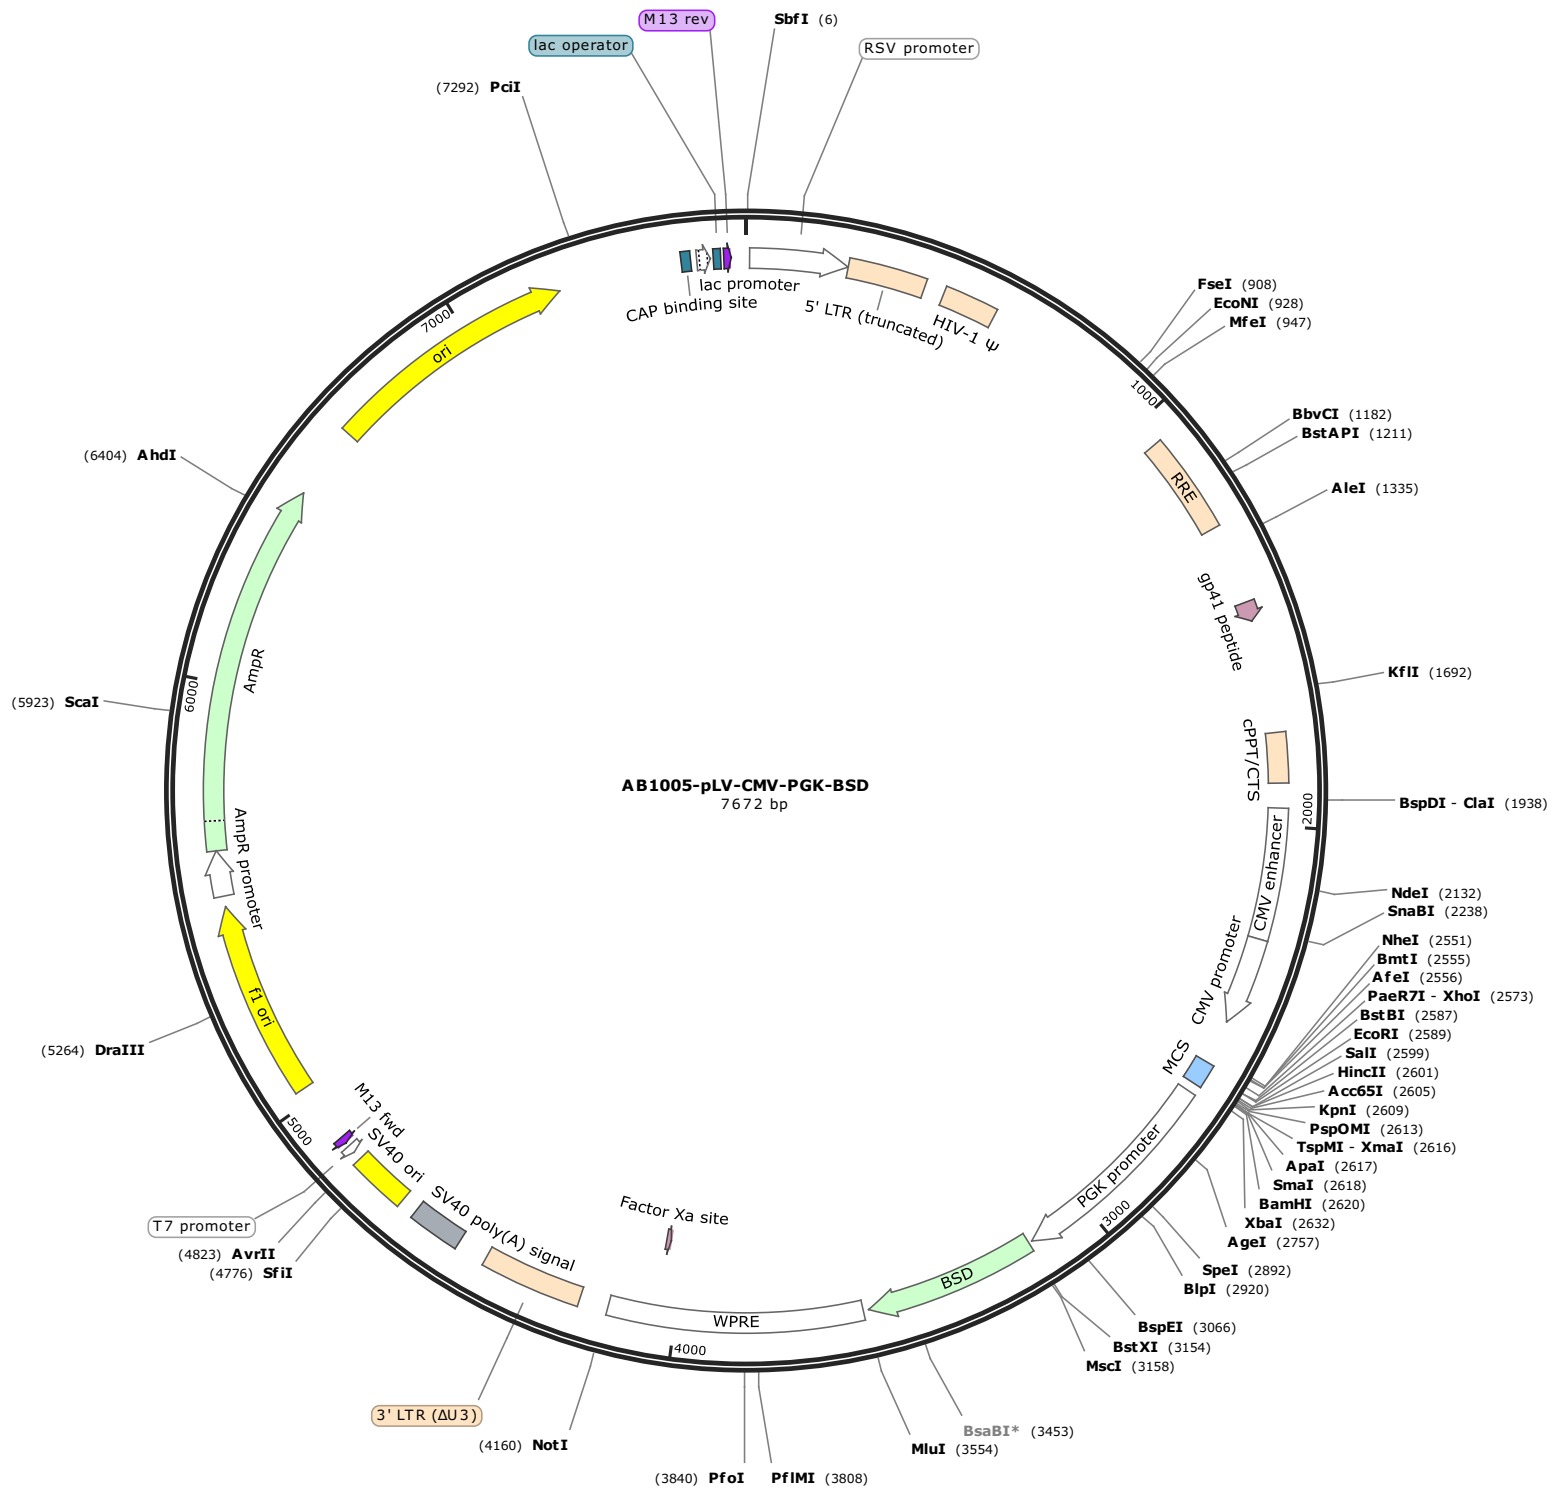 M13 rev
SbfI (6)
lac operator
RSV promoter
(7292) PciI
lac promoter
CAP binding site
5' LTR (truncated)
HIV-1 Ψ
FseI (908)
EcoNI (928)
MfeI (947)
1000
7000
ori
BbvCI (1182)
BstAPI (1211)
(6404) AhdI
AleI (1335)
RRE
gp41 peptide
AmpR
KflI (1692)
6000
(5923) ScaI
cPPT/CTS
AB1005-pLV-CMV-PGK-BSD
7672 bp
BspDI - ClaI (1938)
2000
AmpR promoter
CMV enhancer
NdeI (2132)
SnaBI (2238)
CMV promoter
NheI (2551)
BmtI (2555)
AfeI (2556)
PaeR7I - XhoI (2573)
f1 ori
BstBI (2587)
EcoRI (2589)
(5264) DraIII
SalI (2599)
MCS
HincII (2601)
Acc65I (2605)
KpnI (2609)
M13 fwd
5000
PspOMI (2613)
TspMI - XmaI (2616)
SV40 ori
ApaI (2617)
PGK promoter
SmaI (2618)
BamHI (2620)
Factor Xa site
3000
XbaI (2632)
T7 promoter
SV40 poly(A) signal
AgeI (2757)
(4823) AvrII
(4776) SfiI
SpeI (2892)
BSD
BlpI (2920)
WPRE
BspEI (3066)
4000
BstXI (3154)
MscI (3158)
3' LTR (ΔU3)
BsaBI* (3453)
(4160) NotI
MluI (3554)
(3840) PfoI
PflMI (3808)